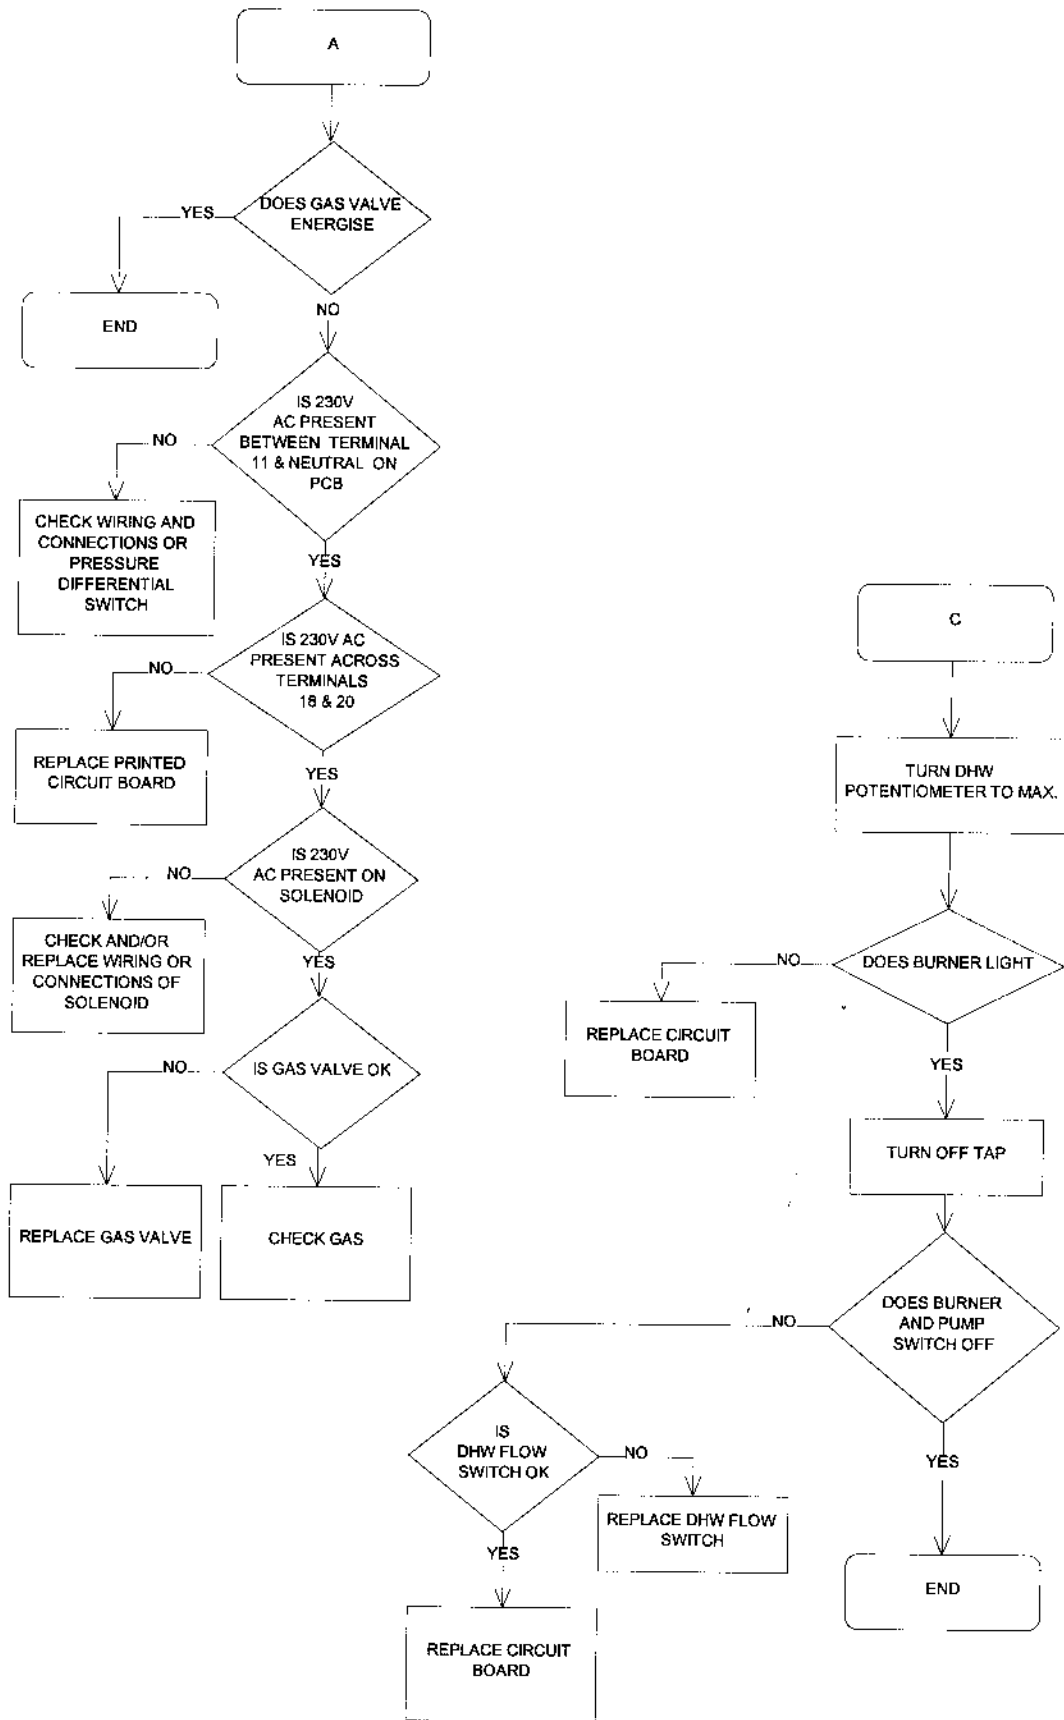 A
DOES GAS VALVE
ENERGISE
YES
END
NO
IS 230V
AC PRESENT
BETWEEN TERMINAL
11 & NEUTRAL ON
PCB
NO
CHECK WIRING AND
CONNECTIONS OR
PRESSURE
DIFFERENTIAL
SWITCH
YES
IS 230V AC
PRESENT ACROSS
TERMINALS
18 & 20
NO
REPLACE PRINTED
CIRCUIT BOARD
YES
IS 230V
AC PRESENT ON
SOLENOID
NO
CHECK AND/OR
REPLACE WIRING OR
CONNECTIONS OF
SOLENOID
YES
IS GAS VALVE OK
NO
REPLACE GAS VALVE
YES
CHECK GAS
C
TURN DHW
POTENTIOMETER TO MAX.
DOES BURNER LIGHT
NO
REPLACE CIRCUIT
BOARD
YES
TURN OFF TAP
DOES BURNER
AND PUMP
SWITCH OFF
NO
IS
DHW FLOW
SWITCH OK
NO
REPLACE DHW FLOW
SWITCH
YES
REPLACE CIRCUIT
BOARD
YES
END